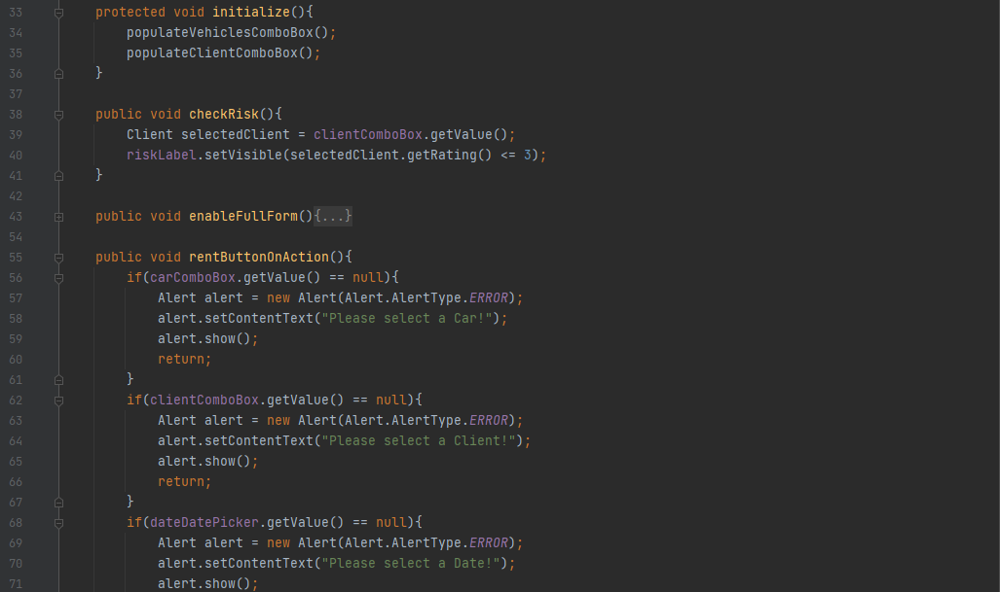 33 protected void initialize(){
34 populateVehiclesComboBox();
35 populateClientComboBox();
36 }
37
38 public void checkRisk(){
39 Client selectedClient = clientComboBox.getValue();
40 riskLabel.setVisible(selectedClient.getRating() <= 3);
41 }
42
43 public void enableFullForm(){...}
54
55 public void rentButtonOnAction(){
56 if(carComboBox.getValue() == null){
57 Alert alert = new Alert(Alert.AlertType.ERROR);
58 alert.setContentText("Please select a Car!");
59 alert.show();
60 return;
61 }
62 if(clientComboBox.getValue() == null){
63 Alert alert = new Alert(Alert.AlertType.ERROR);
64 alert.setContentText("Please select a Client!");
65 alert.show();
66 return;
67 }
68 if(dateDatePicker.getValue() == null){
69 Alert alert = new Alert(Alert.AlertType.ERROR);
70 alert.setContentText("Please select a Date!");
71 alert.show();